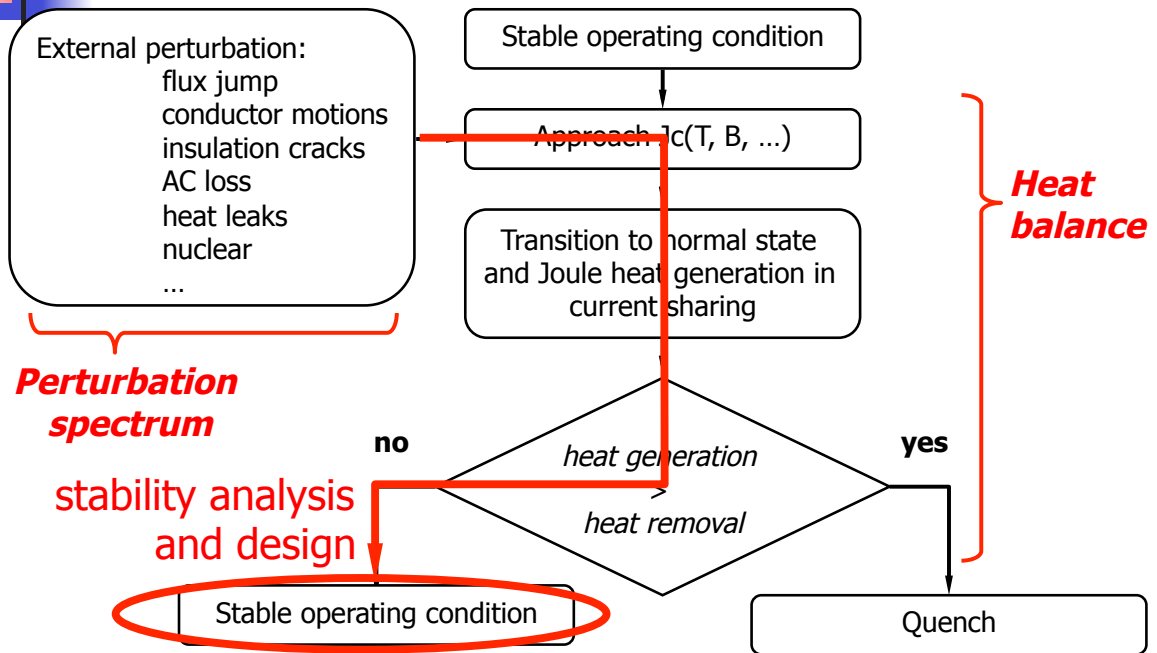 External perturbation:
flux jump
conductor motions
insulation cracks
AC loss
heat leaks
nuclear
…
Perturbation
spectrum
Stable operating condition
Approach Jc(T, B, …)
Transition to normal state
and Joule heat generation in
current sharing
Heat
balance
no
yes
heat generation
>
heat removal
stability analysis
and design
Stable operating condition
Quench